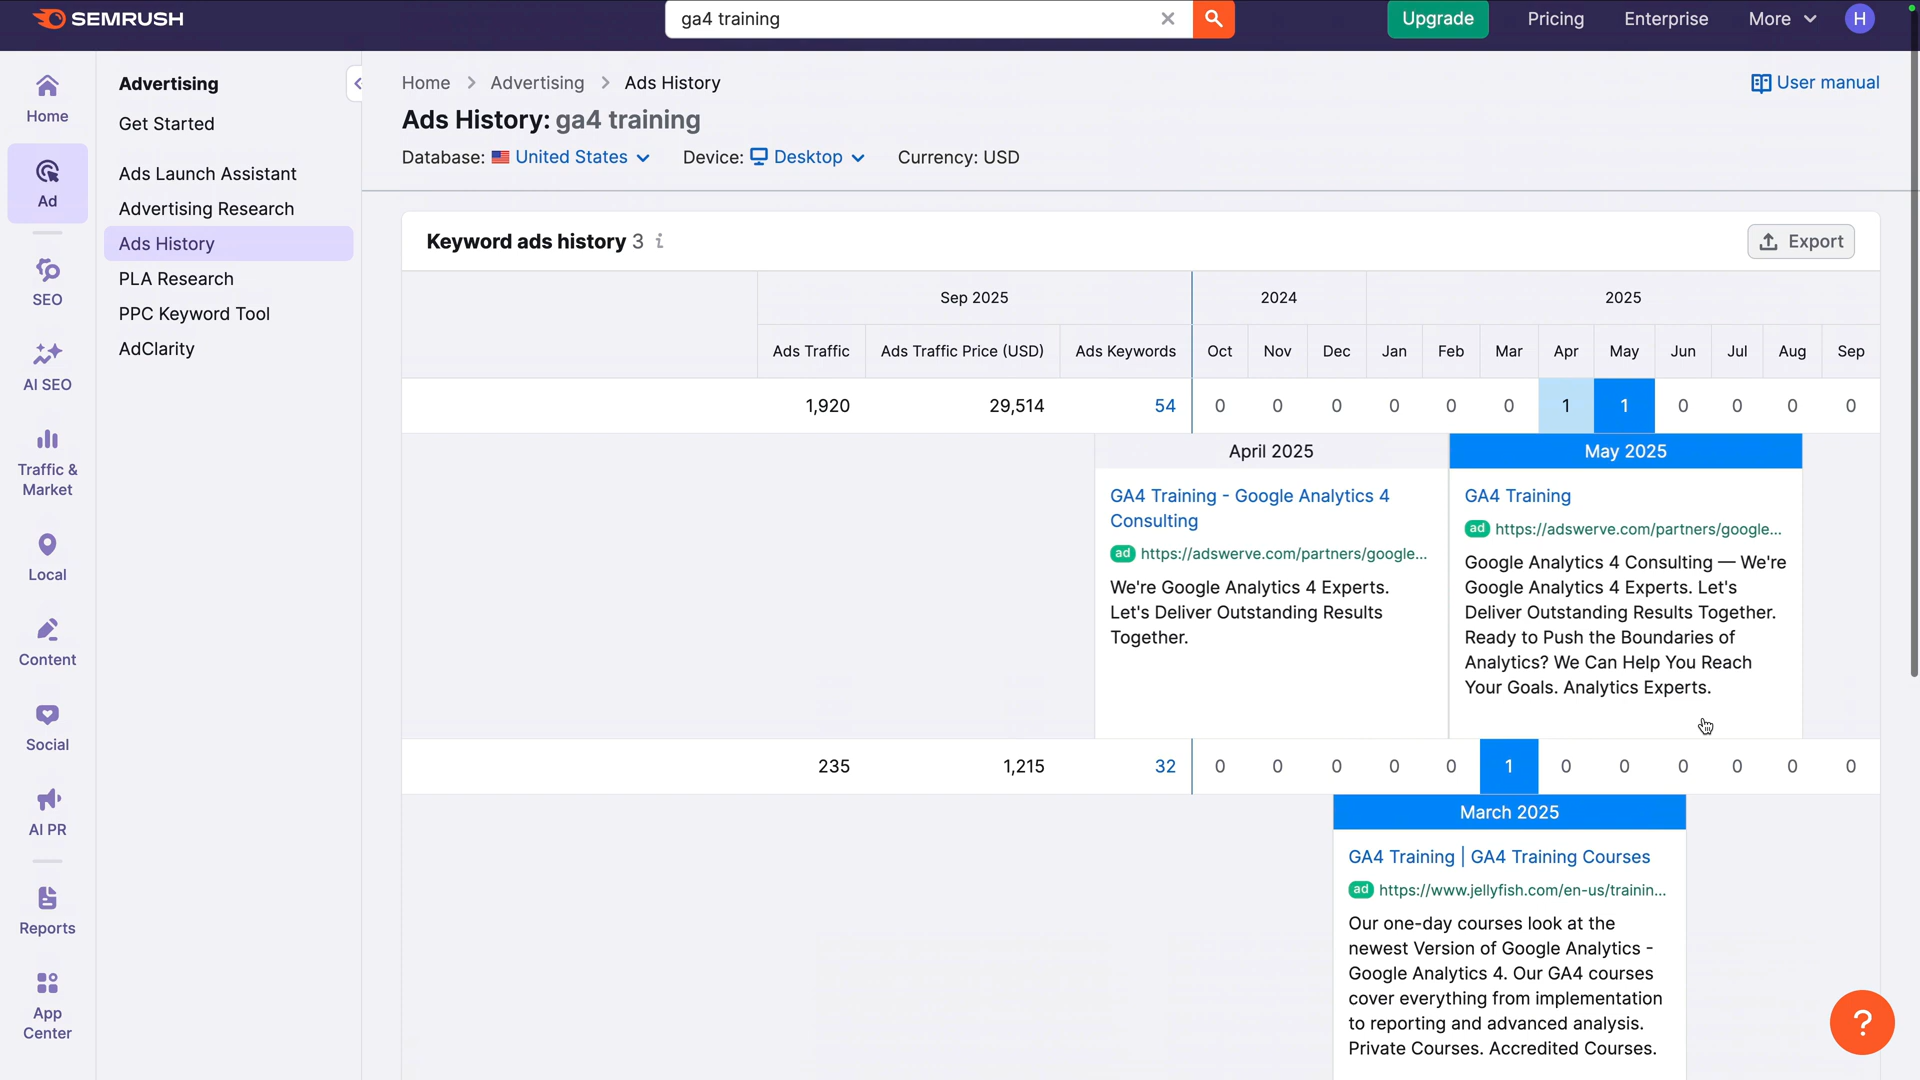 SEMRUSH
ga4 training
Upgrade
Pricing
Enterprise
More
H
Home
Ad
SEO
AI SEO
Traffic &
Market
Local
Content
Social
AI PR
Reports
App
Center
Advertising
Get Started
Ads Launch Assistant
Advertising Research
Ads History
PLA Research
PPC Keyword Tool
AdClarity
Home > Advertising > Ads History
User manual
Ads History: ga4 training
Database: United States Device: Desktop Currency: USD
Keyword ads history 3 i
Export
Sep 2025 2024 2025
Ads Traffic Ads Traffic Price (USD) Ads Keywords Oct Nov Dec Jan Feb Mar Apr May Jun Jul Aug Sep
1,920 29,514 54 0 0 0 0 0 0 1 1 0 0 0 0
April 2025
GA4 Training - Google Analytics 4
Consulting
ad https://adswerve.com/partners/google...
We're Google Analytics 4 Experts.
Let's Deliver Outstanding Results
Together.
May 2025
GA4 Training
ad https://adswerve.com/partners/google...
Google Analytics 4 Consulting — We're
Google Analytics 4 Experts. Let's
Deliver Outstanding Results Together.
Ready to Push the Boundaries of
Analytics? We Can Help You Reach
Your Goals. Analytics Experts.
235 1,215 32 0 0 0 0 0 1 0 0 0 0 0 0
March 2025
GA4 Training | GA4 Training Courses
ad https://www.jellyfish.com/en-us/trainin...
Our one-day courses look at the
newest Version of Google Analytics -
Google Analytics 4. Our GA4 courses
cover everything from implementation
to reporting and advanced analysis.
Private Courses. Accredited Courses.
?